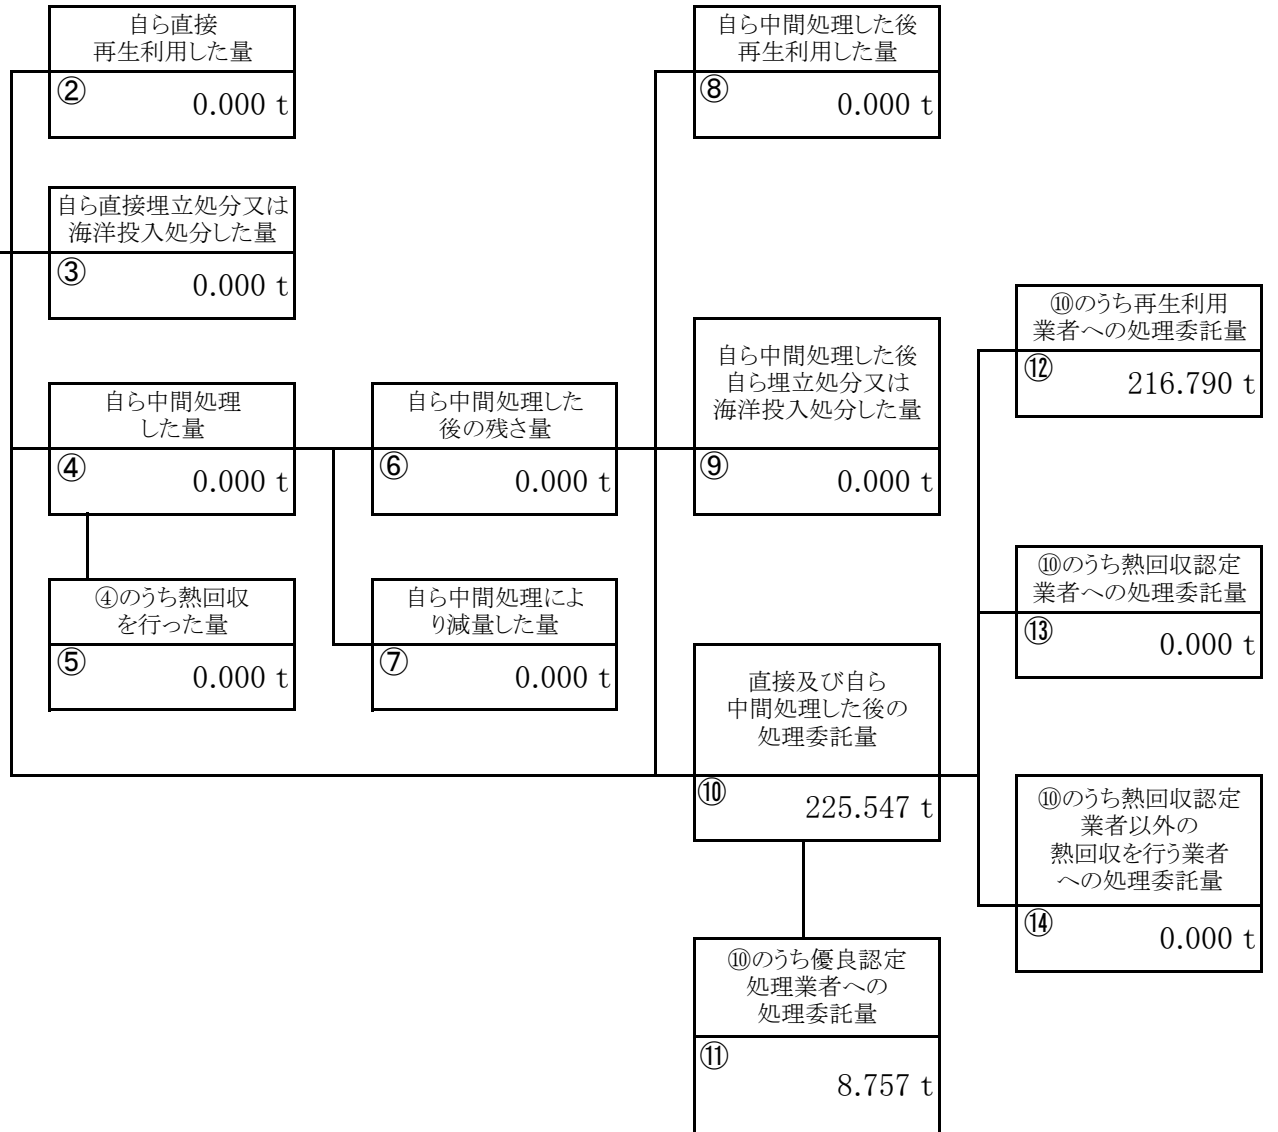 自ら直接
再生利用した量
②
0.000 t
自ら直接埋立処分又は
海洋投入処分した量
③
0.000 t
自ら中間処理
した量
④
0.000 t
④のうち熱回収
を行った量
⑤
0.000 t
自ら中間処理した
後の残さ量
⑥
0.000 t
自ら中間処理によ
り減量した量
⑦
0.000 t
自ら中間処理した後
再生利用した量
⑧
0.000 t
自ら中間処理した後
自ら埋立処分又は
海洋投入処分した量
⑨
0.000 t
直接及び自ら
中間処理した後の
処理委託量
⑩
225.547 t
⑩のうち優良認定
処理業者への
処理委託量
⑪
8.757 t
⑩のうち再生利用
業者への処理委託量
⑫
216.790 t
⑩のうち熱回収認定
業者への処理委託量
⑬
0.000 t
⑩のうち熱回収認定
業者以外の
熱回収を行う業者
への処理委託量
⑭
0.000 t